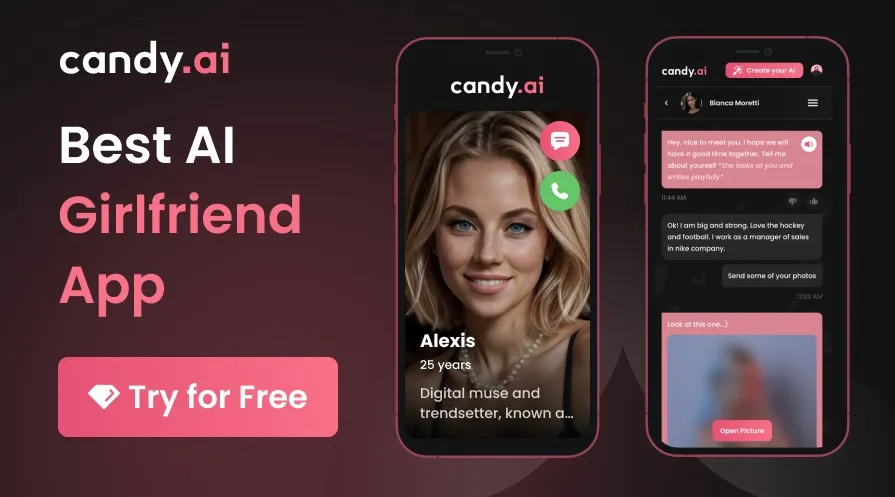 candy.ai
Best AI
Girlfriend
App
Try for Free
candy.ai
Alexis
25 years
Digital muse and
trendsetter, known a...
candy.ai
Create your AI
Bianca Moretti
Hey, nice to meet you. I hope we will
have a good time together. Tell me
about yourself *She looks at you and
smiles playfully*
11:44 AM
Ok! I am big and strong. Love the hockey
and football. I work as a manager of sales
in nike company.
Send some of your photos
12:00 AM
Look at this one...)
Open Picture